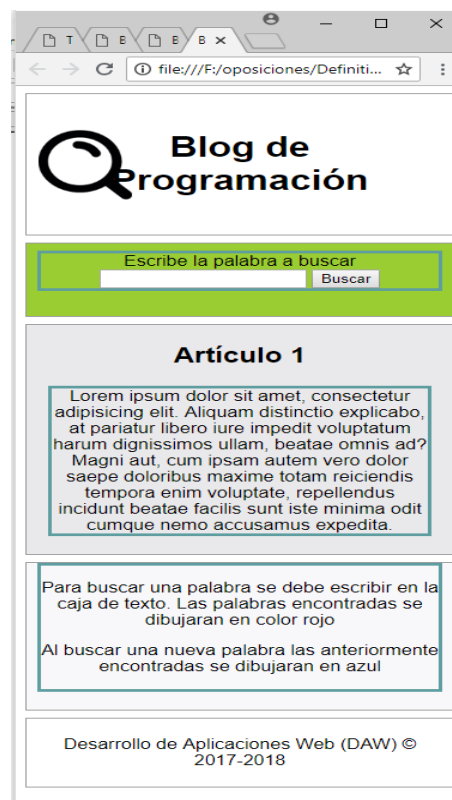 T
B
B
B
file:///F:/oposiciones/Definiti...
Blog de
Programación
Escribe la palabra a buscar
Buscar
Artículo 1
Lorem ipsum dolor sit amet, consectetur
adipisicing elit. Aliquam distinctio explicabo,
at pariatur libero iure impedit voluptatum
harum dignissimos ullam, beatae omnis ad?
Magni aut, cum ipsam autem vero dolor
saepe doloribus maxime totam reiciendis
tempora enim voluptate, repellendus
incidunt beatae facilis sunt iste minima odit
cumque nemo accusamus expedita.
Para buscar una palabra se debe escribir en la
caja de texto. Las palabras encontradas se
dibujaran en color rojo
Al buscar una nueva palabra las anteriormente
encontradas se dibujaran en azul
Desarrollo de Aplicaciones Web (DAW) ©
2017-2018